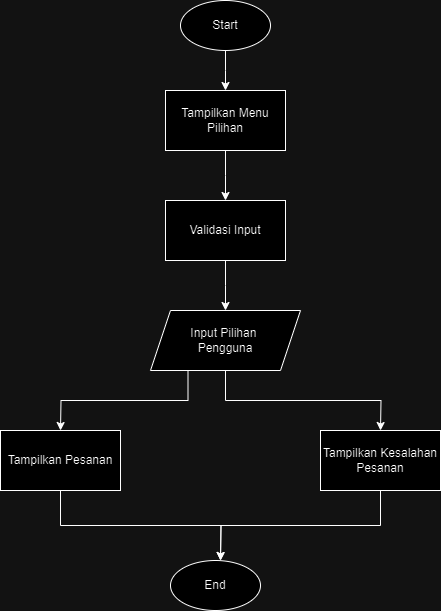 Start
Tampilkan Menu
Pilihan
Validasi Input
Input Pilihan
Pengguna
Tampilkan Pesanan
Tampilkan Kesalahan
Pesanan
End